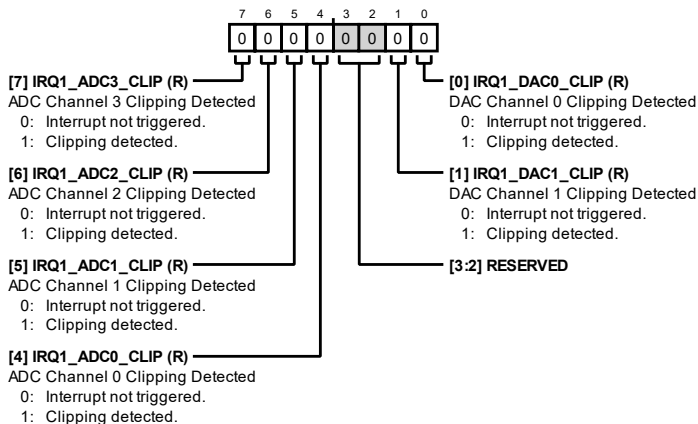 7 6 5 4 3 2 1 0
0 0 0 0 0 0 0 0
[7] IRQ1_ADC3_CLIP (R)
ADC Channel 3 Clipping Detected
0: Interrupt not triggered.
1: Clipping detected.
[6] IRQ1_ADC2_CLIP (R)
ADC Channel 2 Clipping Detected
0: Interrupt not triggered.
1: Clipping detected.
[5] IRQ1_ADC1_CLIP (R)
ADC Channel 1 Clipping Detected
0: Interrupt not triggered.
1: Clipping detected.
[4] IRQ1_ADC0_CLIP (R)
ADC Channel 0 Clipping Detected
0: Interrupt not triggered.
1: Clipping detected.
[0] IRQ1_DAC0_CLIP (R)
DAC Channel 0 Clipping Detected
0: Interrupt not triggered.
1: Clipping detected.
[1] IRQ1_DAC1_CLIP (R)
DAC Channel 1 Clipping Detected
0: Interrupt not triggered.
1: Clipping detected.
[3:2] RESERVED